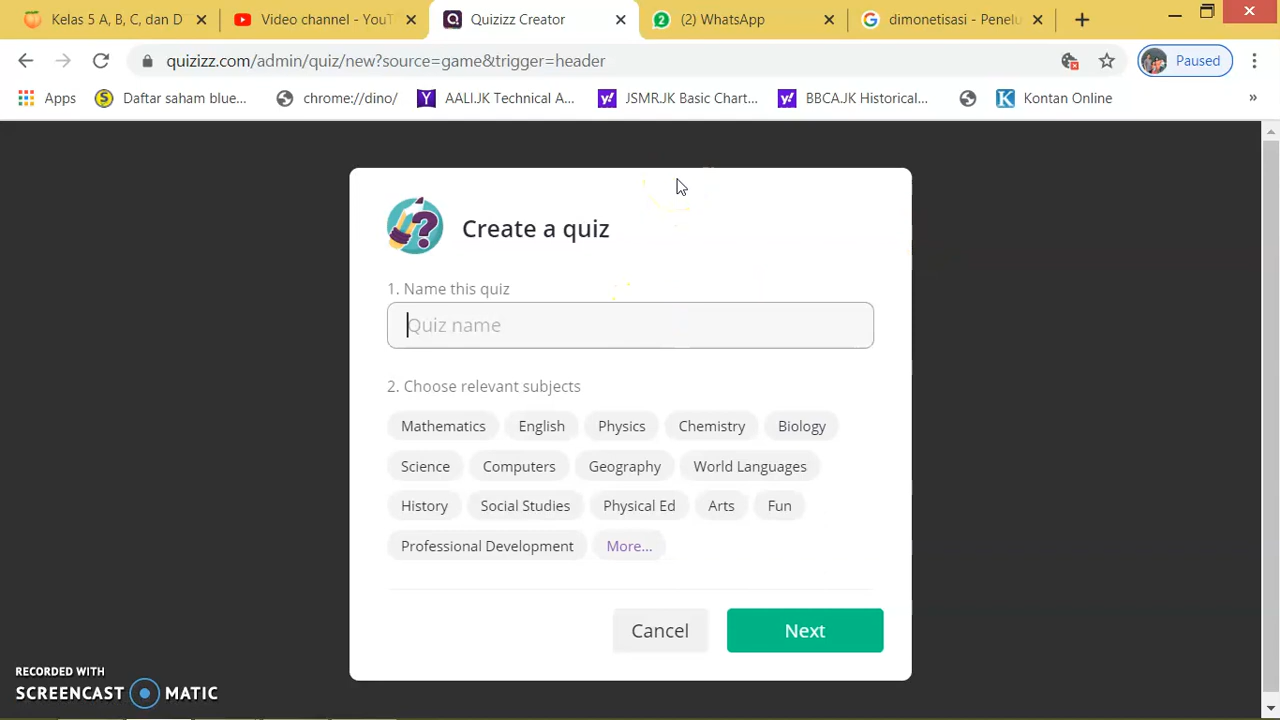 Kelas 5 A, B, C, dan D
Video channel - YouT
Quizizz Creator
(2) WhatsApp
dimonetisasi - Penelu
quizizz.com/admin/quiz/new?source=game&trigger=header
Paused
Apps
Daftar saham blue...
chrome://dino/
AALI.JK Technical A...
JSMR.JK Basic Chart...
BBCA.JK Historical...
Kontan Online
Create a quiz
1. Name this quiz
Quiz name
2. Choose relevant subjects
Mathematics English Physics Chemistry Biology
Science Computers Geography World Languages
History Social Studies Physical Ed Arts Fun
Professional Development More...
Cancel Next
RECORDED WITH
SCREENCAST MATIC